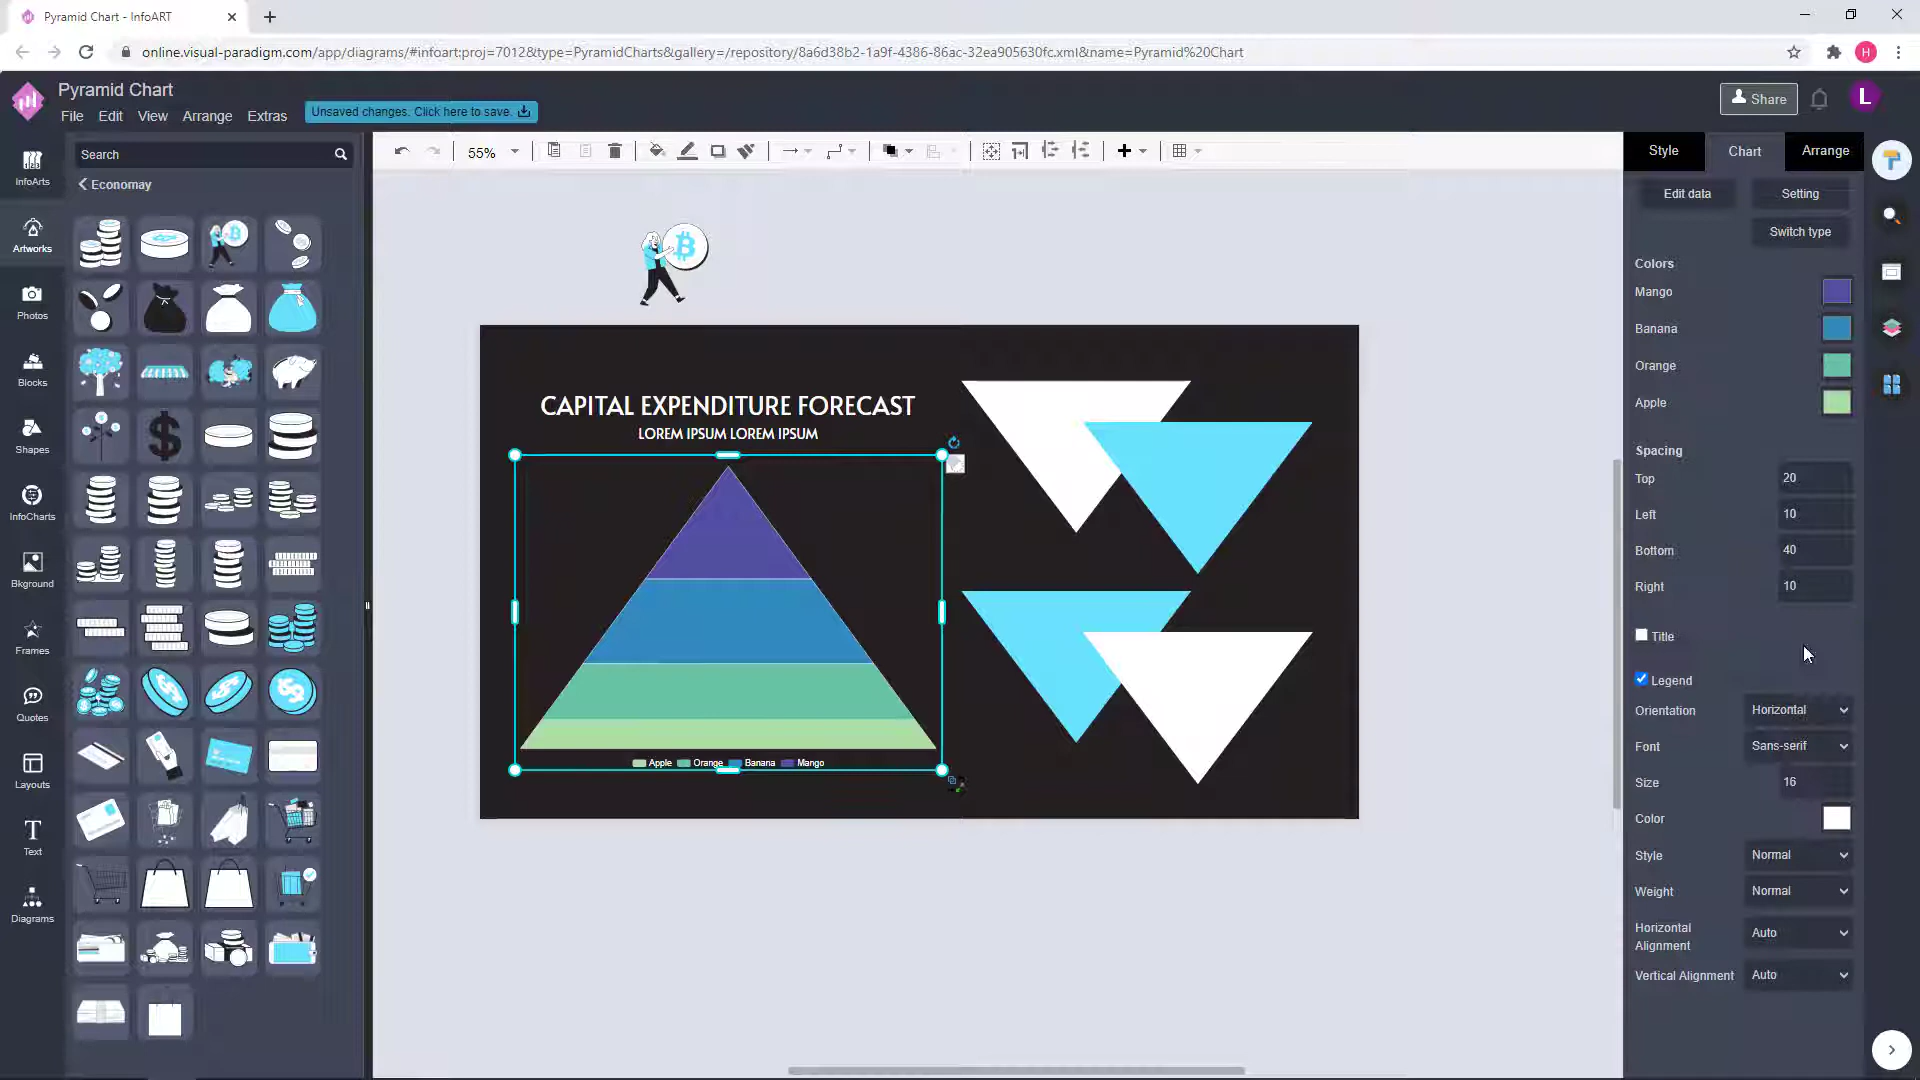 Pyramid Chart - InfoART
online.visual-paradigm.com/app/diagrams/#infoart:proj=7012&type=PyramidCharts&gallery=/repository/8a6d38b2-1a9f-4386-86ac-32ea905630fc.xml&name=Pyramid%20Chart
H
Pyramid Chart
File Edit View Arrange Extras
Unsaved changes. Click here to save.
Share
L
InfoArts
Artworks
Photos
Blocks
Shapes
InfoCharts
Bkground
Frames
Quotes
Layouts
Text
Diagrams
Search
Economay
55%
CAPITAL EXPENDITURE FORECAST
LOREM IPSUM LOREM IPSUM
Apple Orange Banana Mango
Style Chart Arrange
Edit data Setting
Switch type
Colors
Mango
Banana
Orange
Apple
Spacing
Top 20
Left 10
Bottom 40
Right 10
Title
Legend
Orientation Horizontal
Font Sans-serif
Size 16
Color
Style Normal
Weight Normal
Horizontal
Alignment Auto
Vertical Alignment Auto